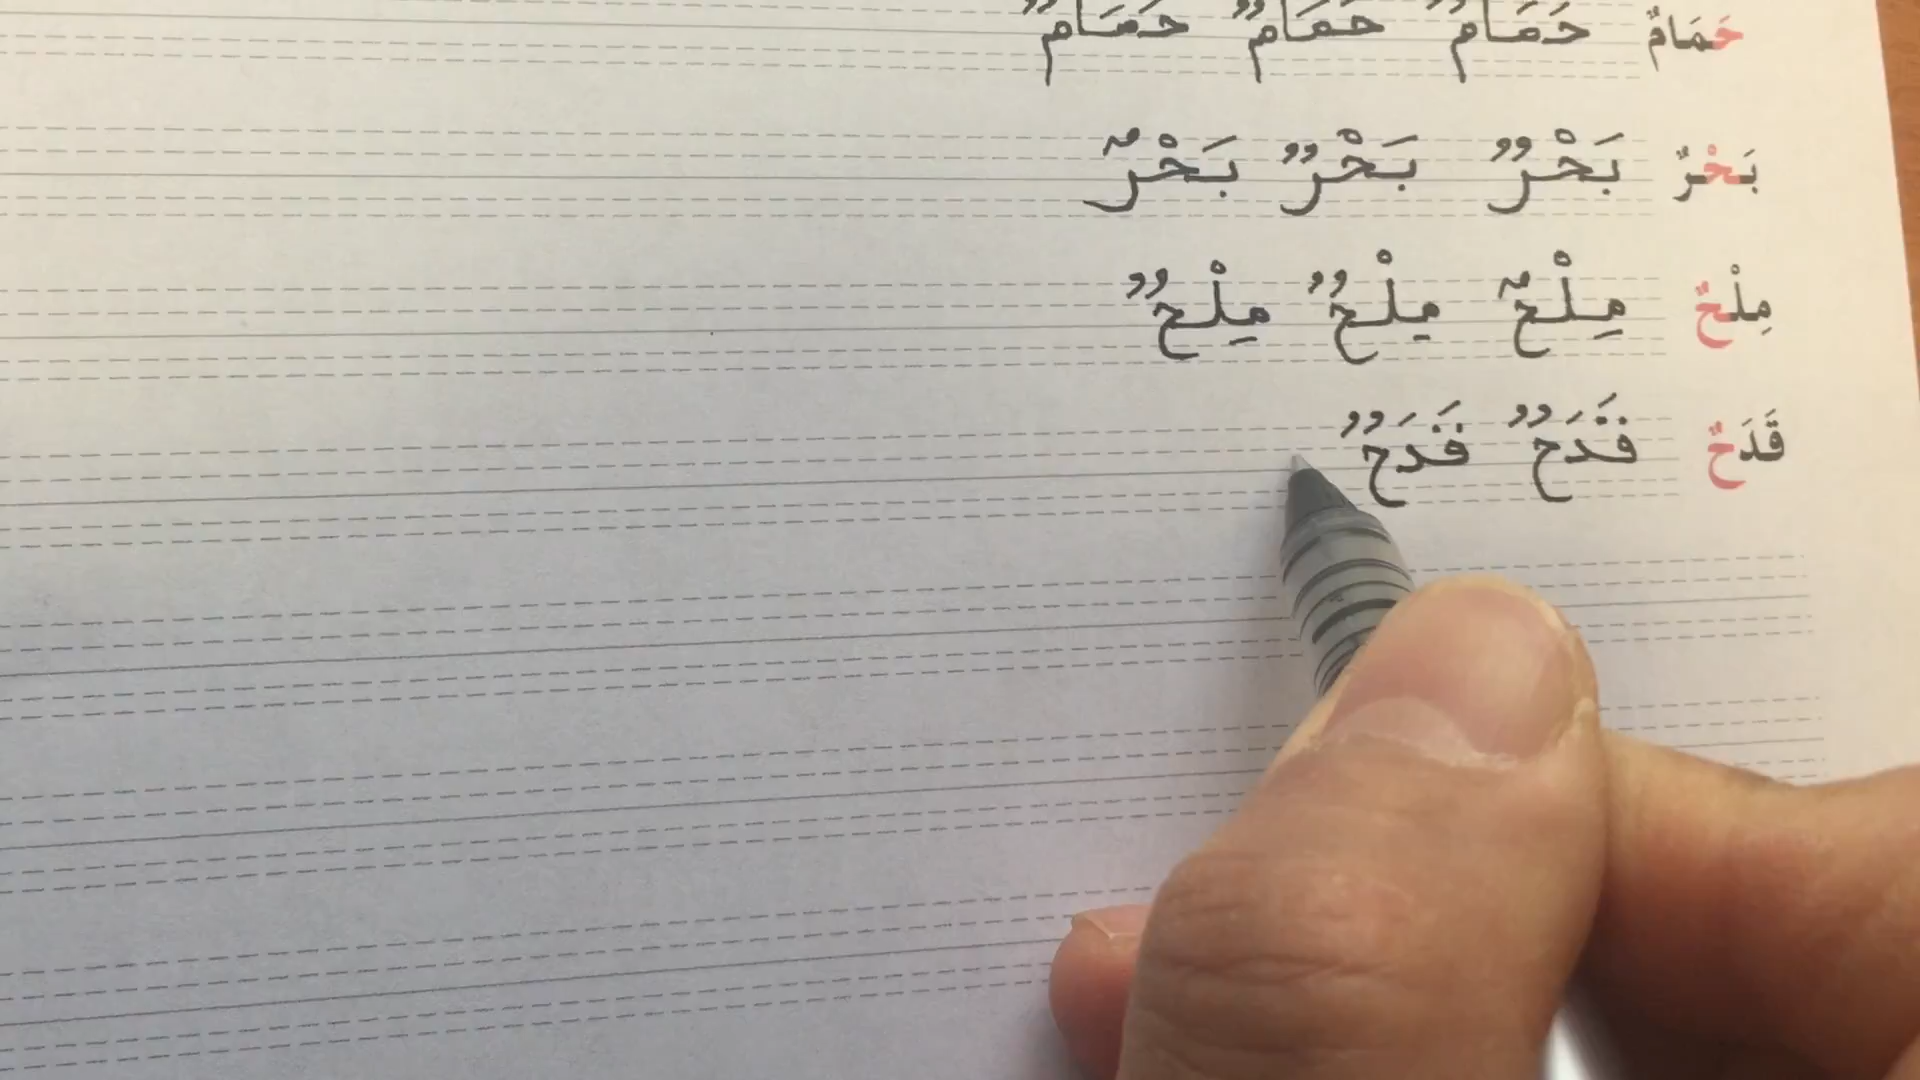 حَمَامٌ حَمَامٌ حَمَامٌ حَمَامٌ
بَحْرٌ بَحْرٌ بَحْرٌ بَحْرٌ
مِلْحٌ مِلْحٌ مِلْحٌ مِلْحٌ
قَدَحٌ قَدَحٌ قَدَحٌ